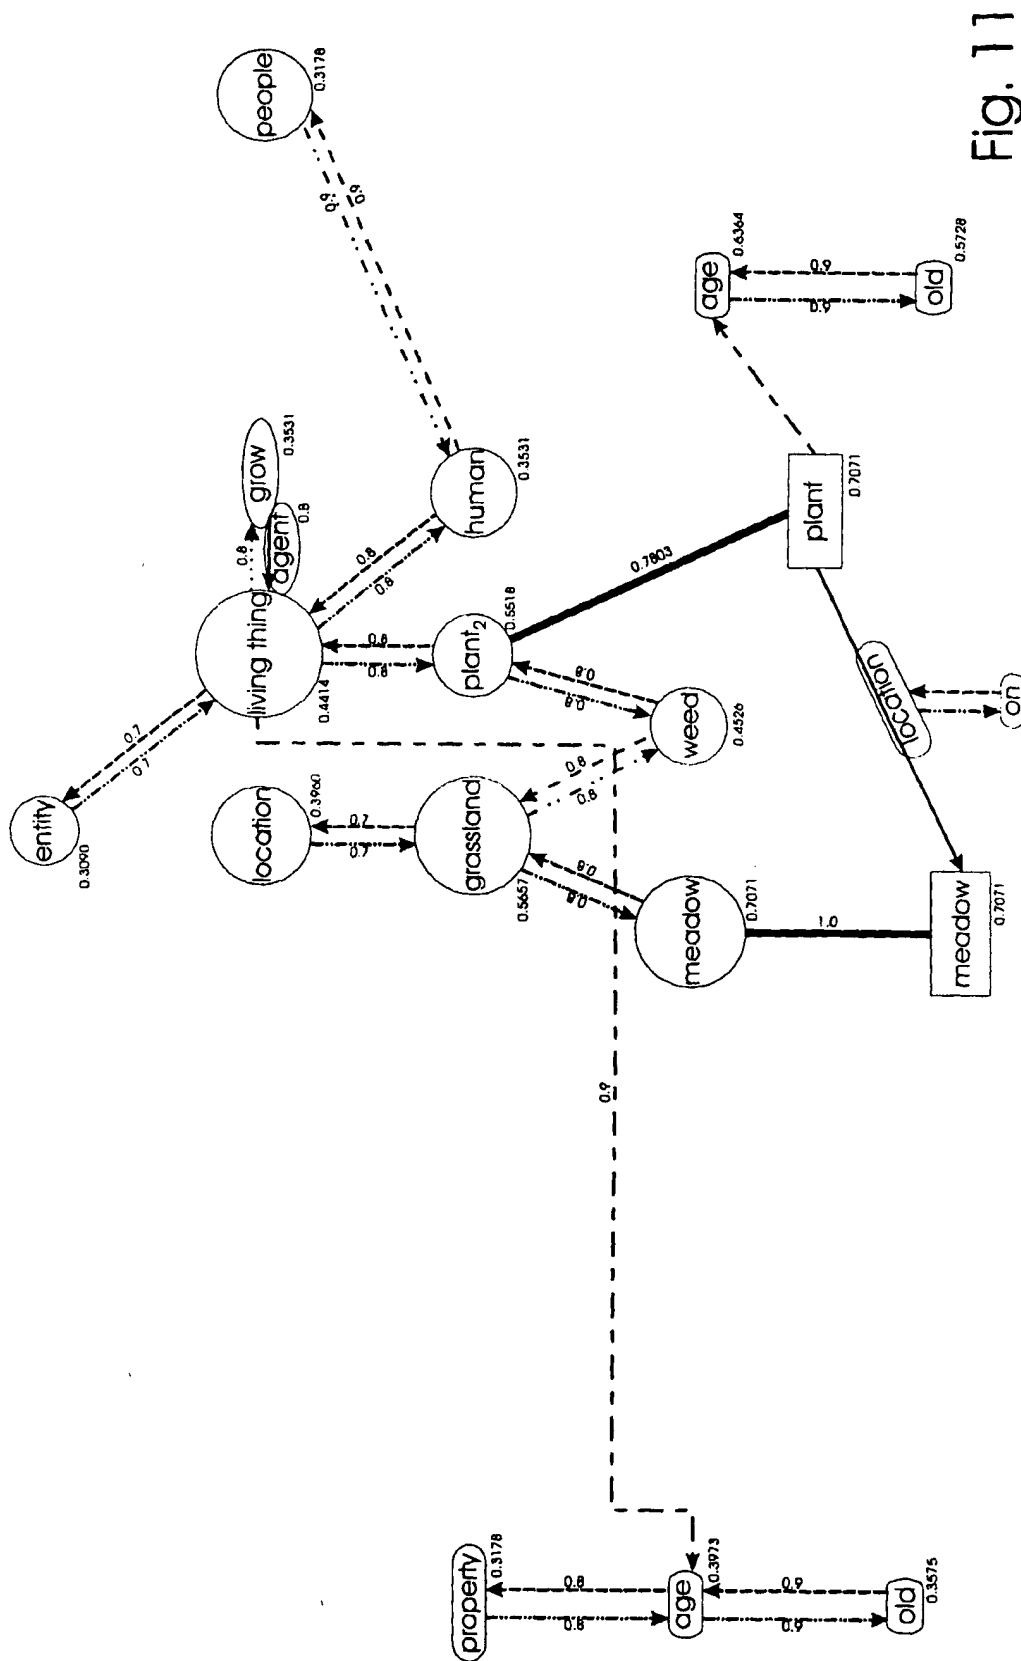 entity
0.3090
0.7
0.7
living thing
0.4414
0.8
grow
0.3531
agent
0.8
people
0.3178
0.9
0.9
human
0.3531
0.8
0.8
location
0.3960
0.7
0.7
grassland
0.5657
0.8
0.8
plant2
0.5518
0.8
0.8
weed
0.4526
0.8
0.8
meadow
0.7071
0.8
0.8
1.0
meadow
0.7071
0.7803
plant
0.7071
location
on
age
0.6364
0.9
0.9
old
0.5728
0.9
property
0.3178
0.8
0.8
age
0.3973
0.9
0.9
old
0.3575
Fig. 11